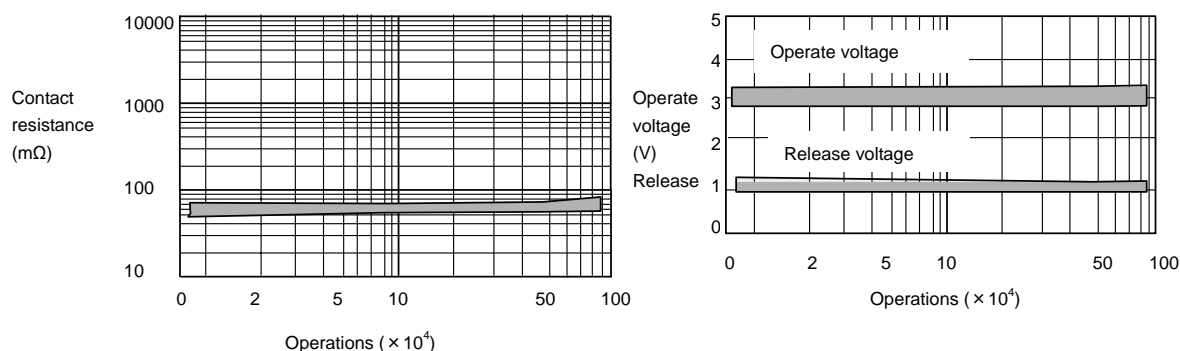 10000
1000
100
10
Contact
resistance
(mΩ)
0 2 5 10 50 100
Operations (×10⁴)
5
4
3
2
1
0
Operate
voltage
(V)
Release
Operate voltage
Release voltage
0 2 5 10 50 100
Operations (×10⁴)